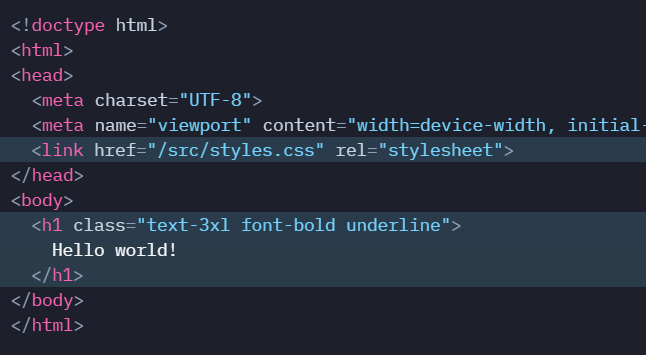 <!doctype html>
<html>
<head>
  <meta charset="UTF-8">
  <meta name="viewport" content="width=device-width, initial-
  <link href="/src/styles.css" rel="stylesheet">
</head>
<body>
  <h1 class="text-3xl font-bold underline">
    Hello world!
  </h1>
</body>
</html>